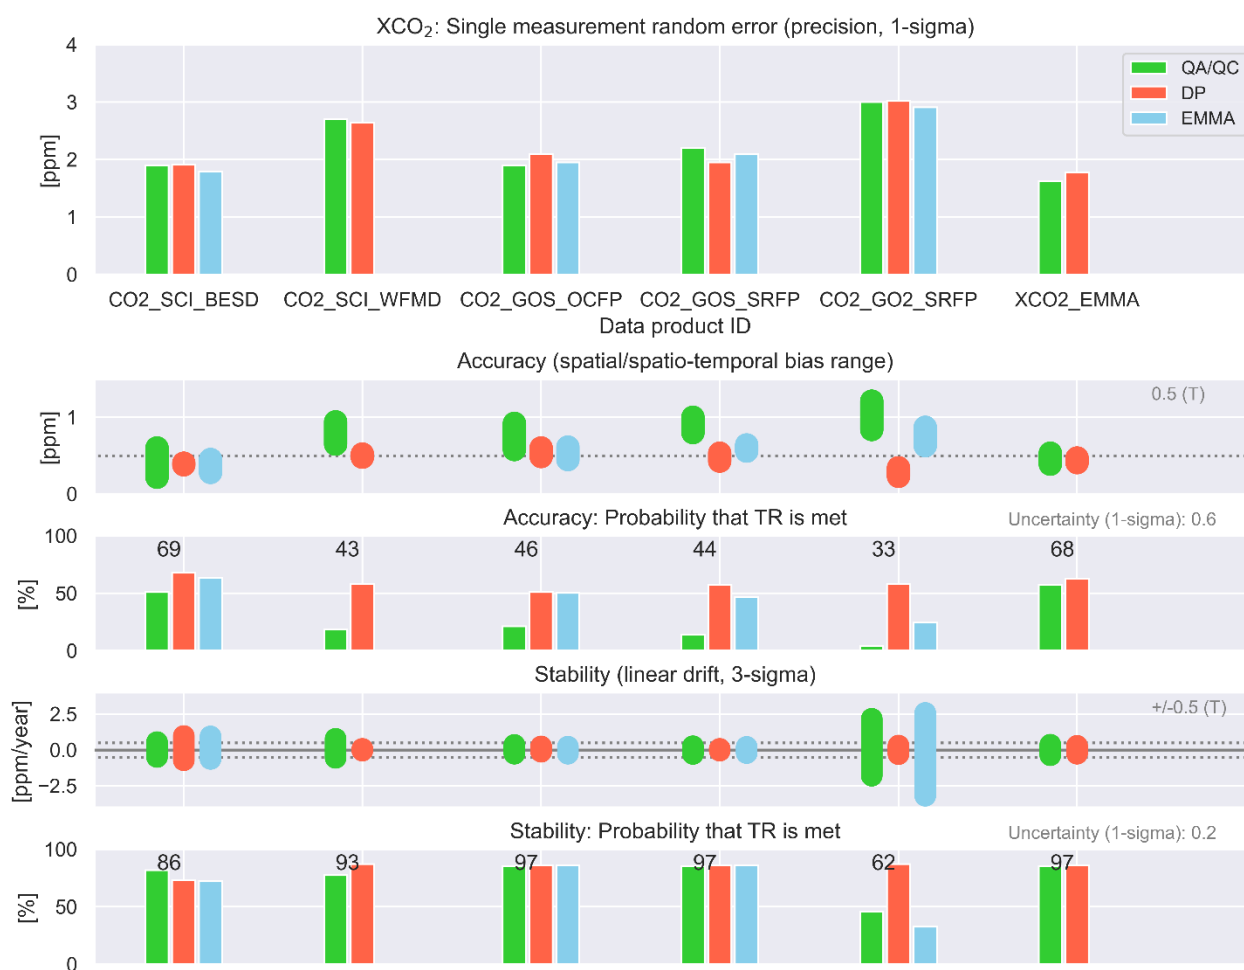 XCO₂: Single measurement random error (precision, 1-sigma)
4
3
2
1
0
[ppm]
QA/QC
DP
EMMA
CO2_SCI_BESD CO2_SCI_WFMD CO2_GOS_OCFP CO2_GOS_SRFP CO2_GO2_SRFP XCO2_EMMA
Data product ID
Accuracy (spatial/spatio-temporal bias range)
0.5 (T)
1
0
[ppm]
Accuracy: Probability that TR is met
Uncertainty (1-sigma): 0.6
100
50
0
[%]
69 43 46 44 33 68
Stability (linear drift, 3-sigma)
+/-0.5 (T)
2.5
0.0
−2.5
[ppm/year]
Stability: Probability that TR is met
Uncertainty (1-sigma): 0.2
100
50
0
[%]
86 93 97 97 62 97